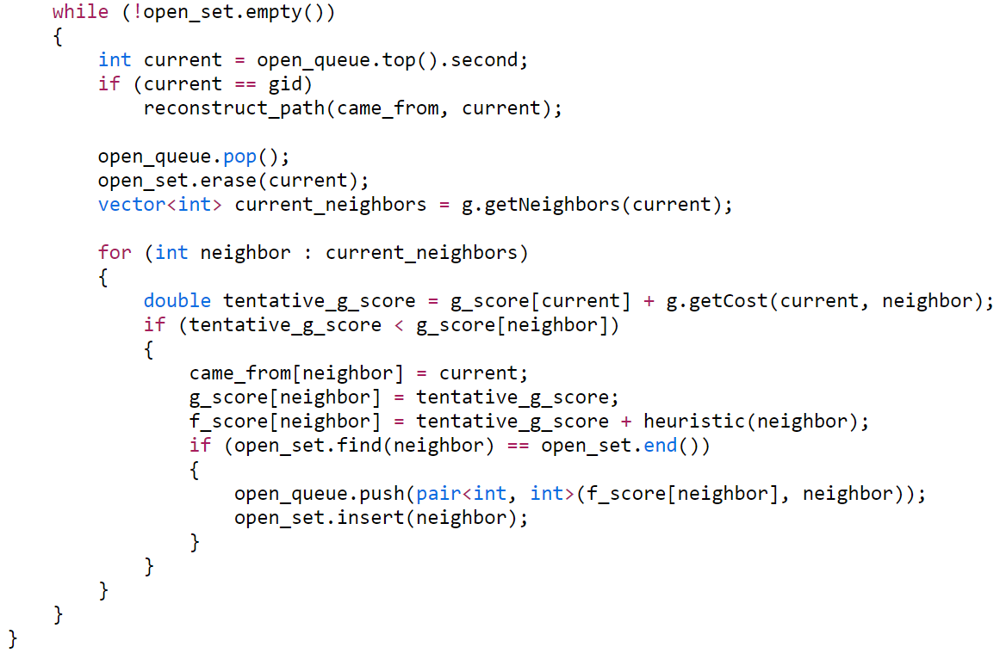 while (!open_set.empty())
{
int current = open_queue.top().second;
if (current == gid)
reconstruct_path(came_from, current);
open_queue.pop();
open_set.erase(current);
vector<int> current_neighbors = g.getNeighbors(current);
for (int neighbor : current_neighbors)
{
double tentative_g_score = g_score[current] + g.getCost(current, neighbor);
if (tentative_g_score < g_score[neighbor])
{
came_from[neighbor] = current;
g_score[neighbor] = tentative_g_score;
f_score[neighbor] = tentative_g_score + heuristic(neighbor);
if (open_set.find(neighbor) == open_set.end())
{
open_queue.push(pair<int, int>(f_score[neighbor], neighbor));
open_set.insert(neighbor);
}
}
}
}
}